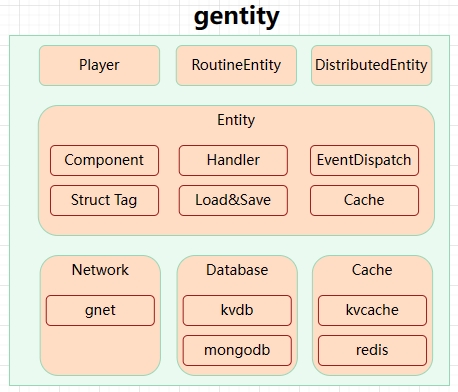 gentity
Player RoutineEntity DistributedEntity
Entity
Component Handler EventDispatch
Struct Tag Load&Save Cache
Network Database Cache
gnet kvdb kvcache
mongodb redis